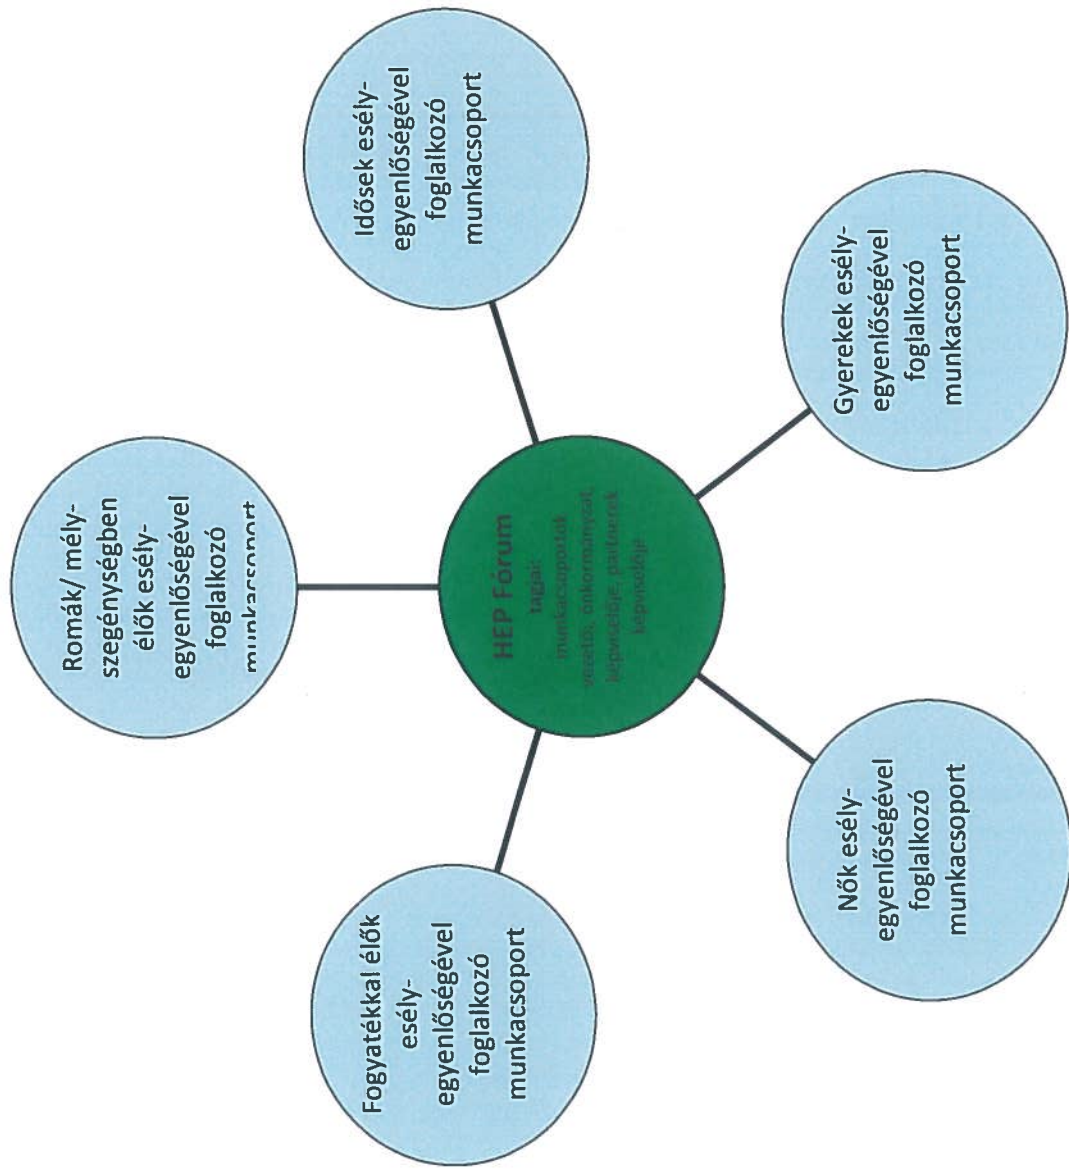 Romák/ mély-
szegénységben
élők esély-
egyenlőségével
foglalkozó
munkacsoport
Idősek esély-
egyenlőségével
foglalkozó
munkacsoport
Gyerekek esély-
egyenlőségével
foglalkozó
munkacsoport
Nők esély-
egyenlőségével
foglalkozó
munkacsoport
Fogyatékkal élők
esély-
egyenlőségével
foglalkozó
munkacsoport
HEP Fórum
tagjai:
munkacsoportok
vezetői, önkormányzat
képviselője, partnerek
képviselője